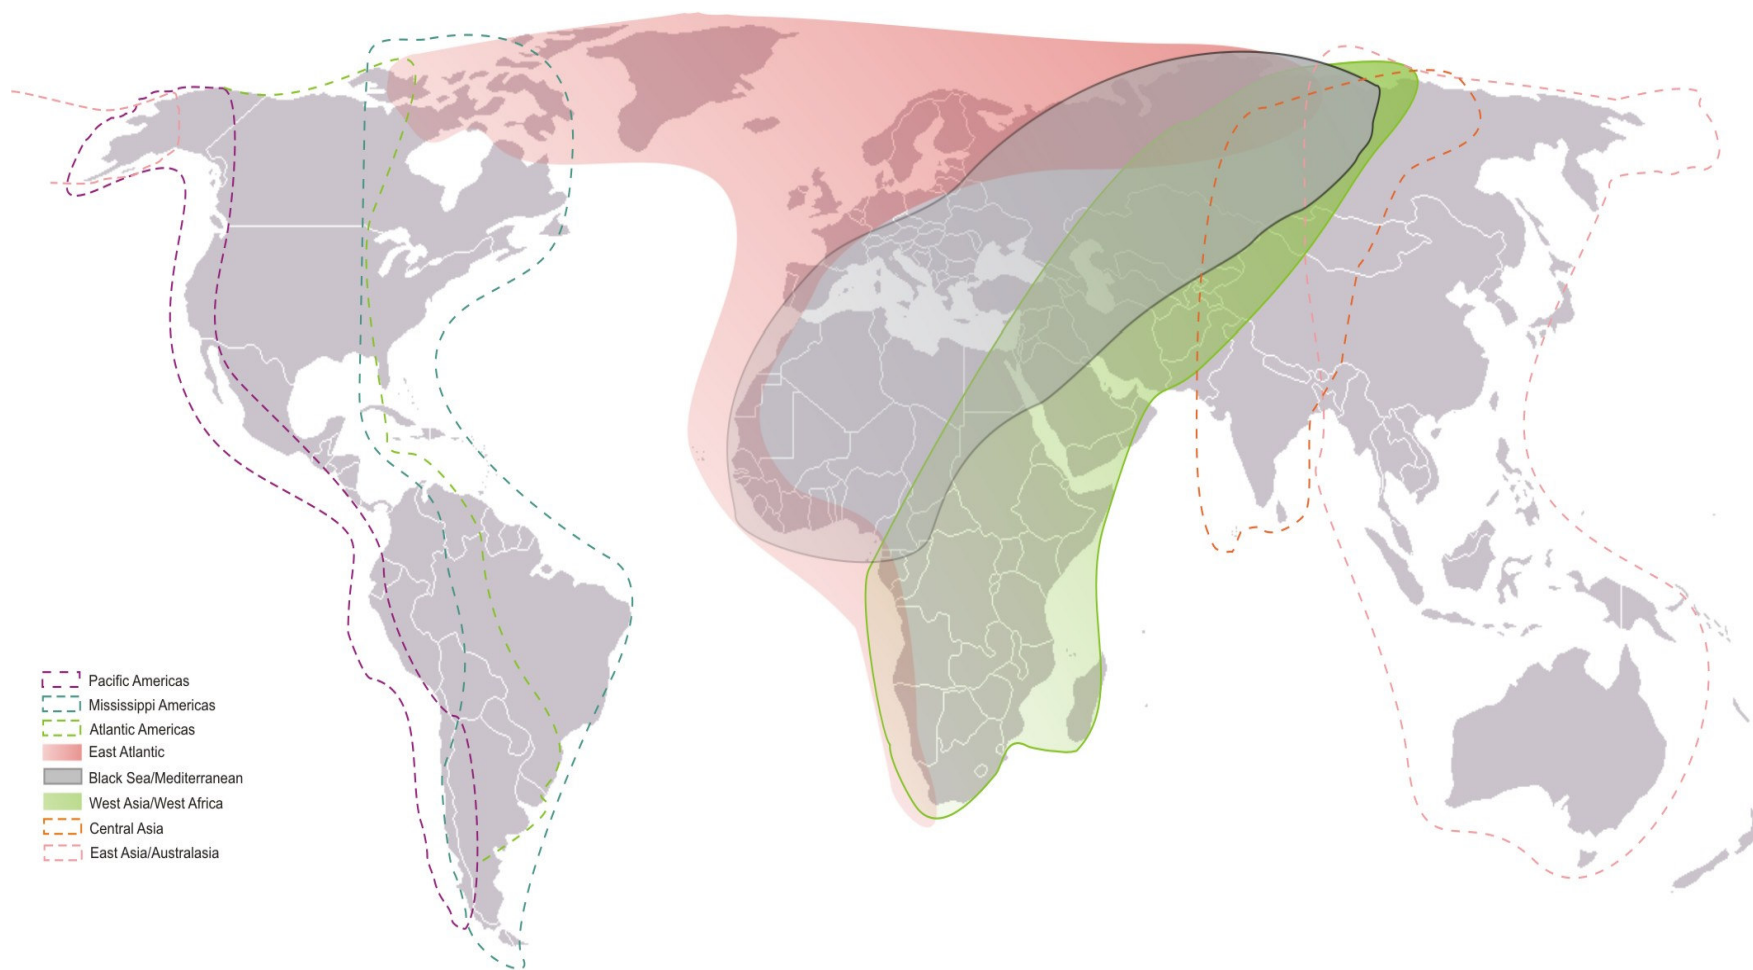 Pacific Americas
Mississippi Americas
Atlantic Americas
East Atlantic
Black Sea/Mediterranean
West Asia/West Africa
Central Asia
East Asia/Australasia